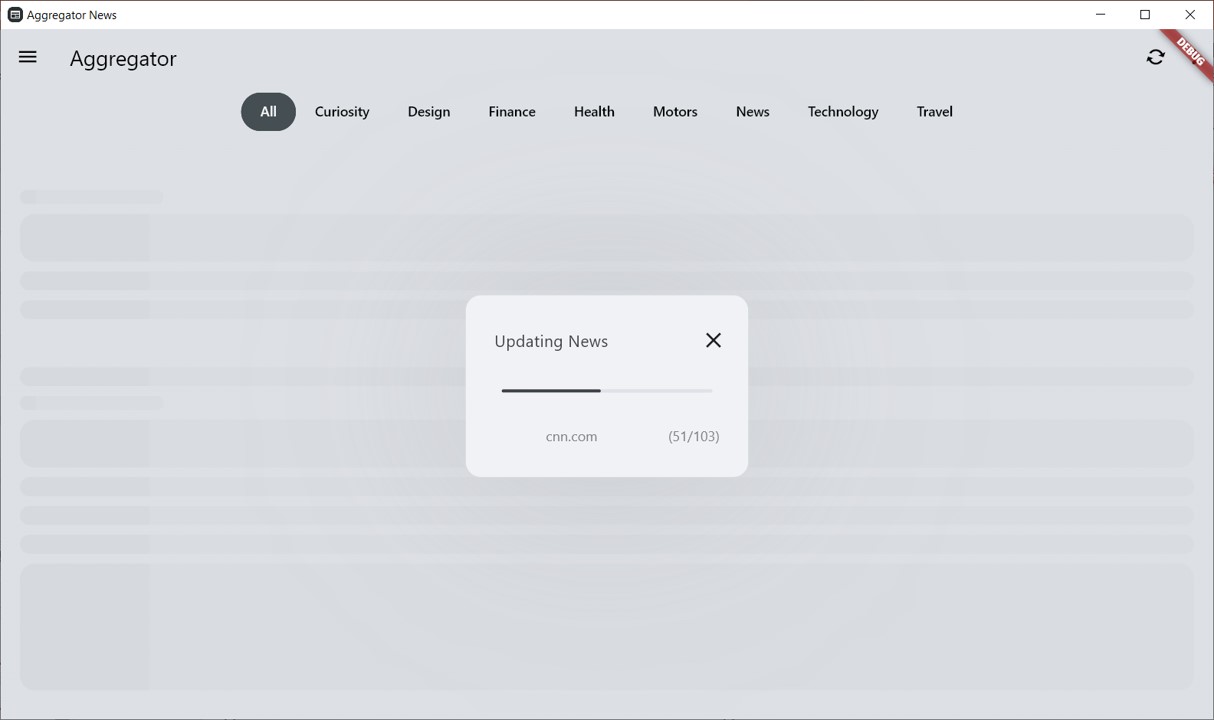 Aggregator News
DEBUG
Aggregator
All Curiosity Design Finance Health Motors News Technology Travel
Updating News
cnn.com (51/103)